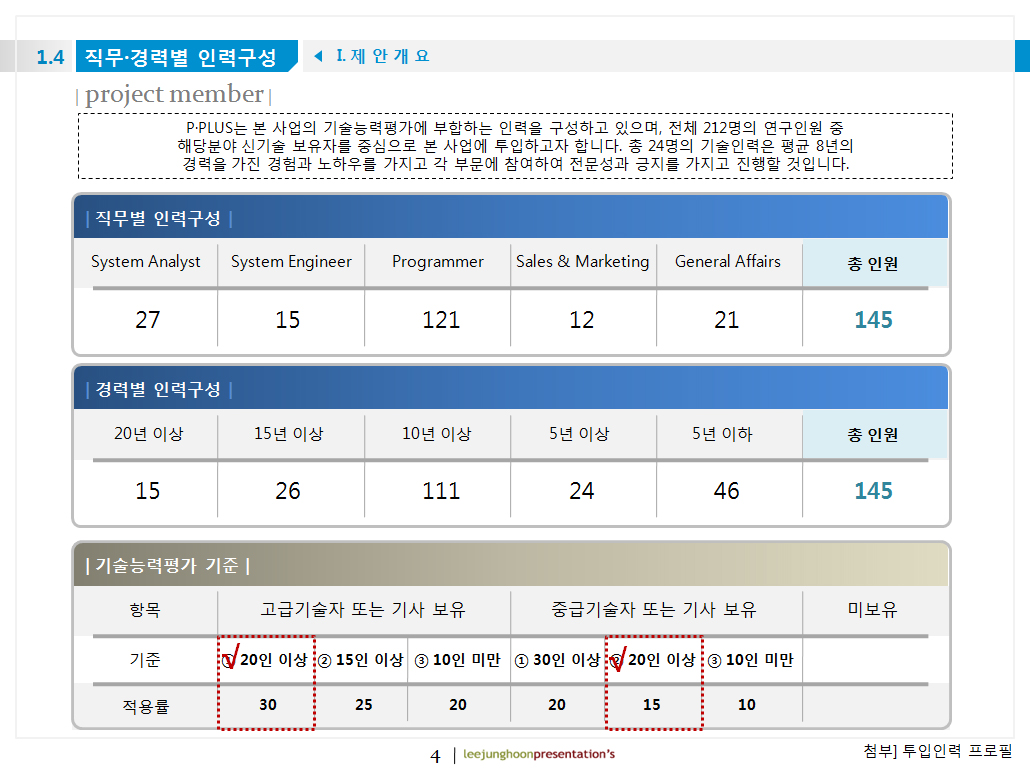 1.4 직무·경력별 인력구성 ◀ I.제 안 개 요
| project member |
P·PLUS는 본 사업의 기술능력평가에 부합하는 인력을 구성하고 있으며, 전체 212명의 연구인원 중
해당분야 신기술 보유자를 중심으로 본 사업에 투입하고자 합니다. 총 24명의 기술인력은 평균 8년의
경력을 가진 경험과 노하우를 가지고 각 부문에 참여하여 전문성과 긍지를 가지고 진행할 것입니다.
| 직무별 인력구성 |
System Analyst System Engineer Programmer Sales & Marketing General Affairs 총 인원
27 15 121 12 21 145
| 경력별 인력구성 |
20년 이상 15년 이상 10년 이상 5년 이상 5년 이하 총 인원
15 26 111 24 46 145
| 기술능력평가 기준 |
항목 고급기술자 또는 기사 보유 중급기술자 또는 기사 보유 미보유
기준 ① 20인 이상 ② 15인 이상 ③ 10인 미만 ① 30인 이상 ② 20인 이상 ③ 10인 미만
적용률 30 25 20 20 15 10
4 | leejunghoonpresentation's
첨부] 투입인력 프로필